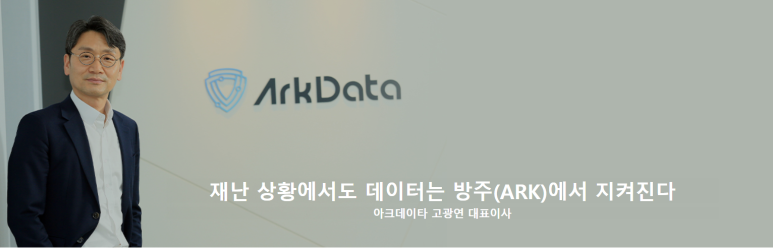 ArkData
재난 상황에서도 데이터는 방주(ARK)에서 지켜진다
아크데이타 고광연 대표이사